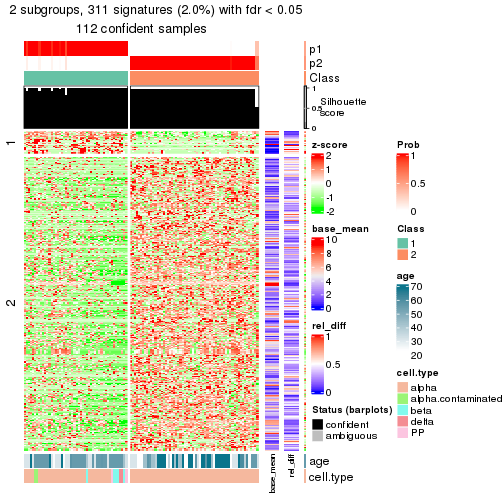 2 subgroups, 311 signatures (2.0%) with fdr < 0.05
112 confident samples
p1
p2
Class
1
0.5
0
Silhouette
score
1
2
base_mean
rel_diff
age
cell.type
z-score
2
1
0
-1
-2
base_mean
10
8
6
4
2
0
rel_diff
1
0.5
0
Status (barplots)
confident
ambiguous
Prob
1
0.5
0
Class
1
2
age
70
60
50
40
30
20
cell.type
alpha
alpha.contaminated
beta
delta
PP